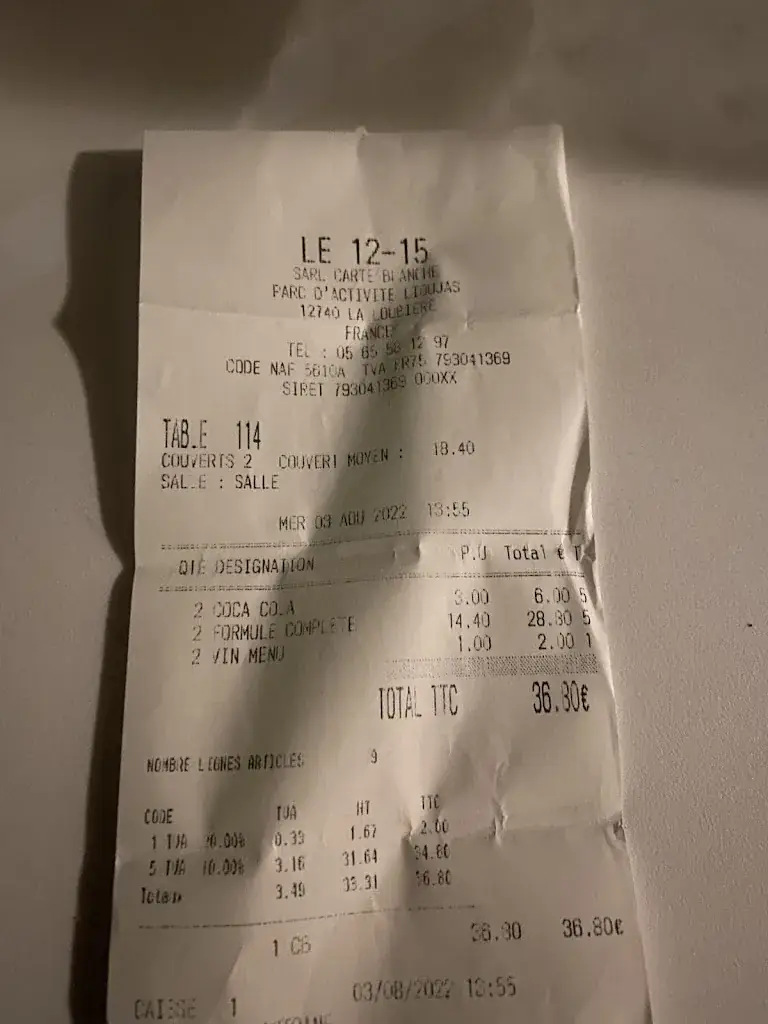 LE 12-15
SARL CARTE BLANCHE
PARC D'ACTIVITE LIOUJAS
12740 LA LOUBIERE
FRANCE
TEL : 05 65 58 12 97
CODE NAF 5610A TVA FR75 793041369
SIRET 793041369 000XX
TABLE 114
COUVERTS 2 COUVERT MOYEN : 18.40
SALLE : SALLE
MER 03 AOU 2022 13:55
QTE DESIGNATION P.U Total € T
2 COCA COLA 3.00 6.00 5
2 FORMULE COMPLETE 14.40 28.80 5
2 VIN MENU 1.00 2.00 1
TOTAL TTC 36.80€
NOMBRE LIGNES ARTICLES 9
CODE TVA HT TTC
1 TVA 20.00% 0.33 1.67 2.00
5 TVA 10.00% 3.16 31.64 34.80
Totaux 3.49 33.31 36.80
1 CB 36.80 36.80€
03/08/2022 13:55
CAISSE 1